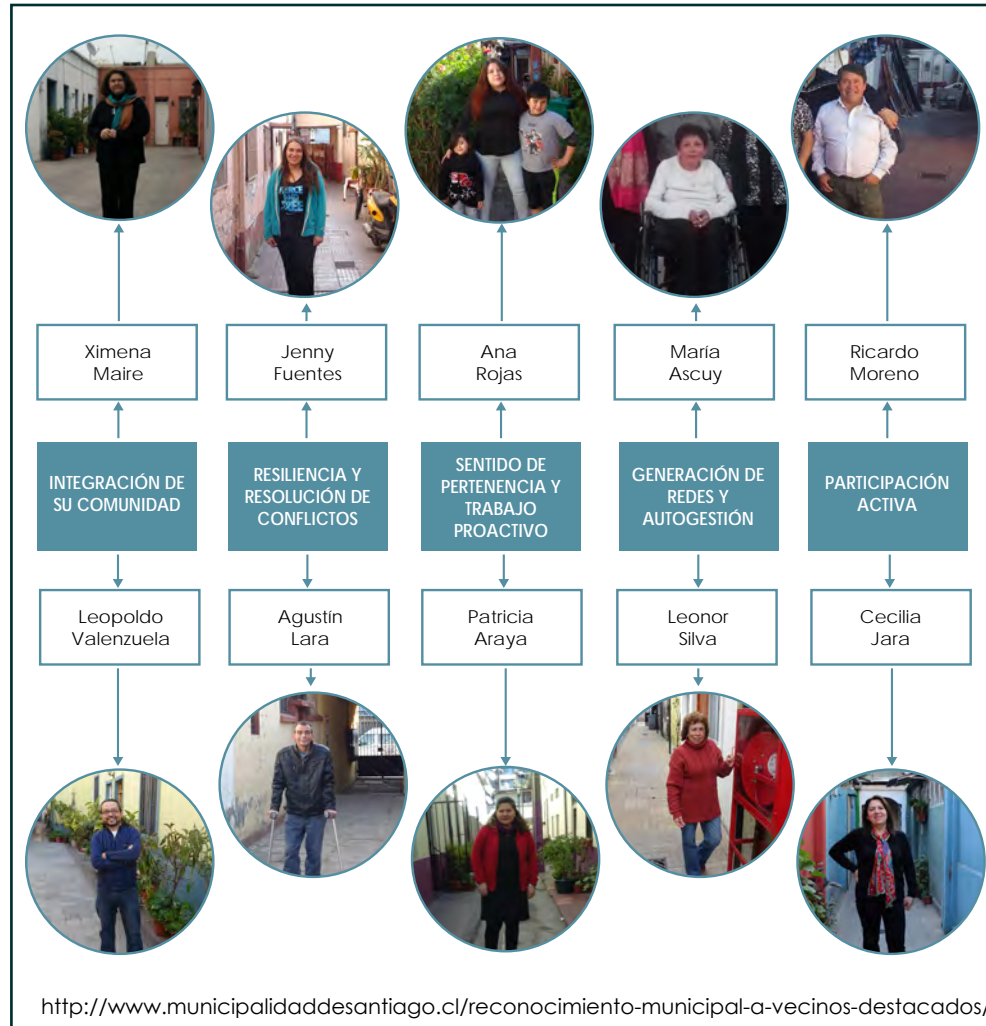 Ximena
Maire
Jenny
Fuentes
Ana
Rojas
María
Ascuy
Ricardo
Moreno
INTEGRACIÓN DE
SU COMUNIDAD
RESILIENCIA Y
RESOLUCIÓN DE
CONFLICTOS
SENTIDO DE
PERTENENCIA Y
TRABAJO
PROACTIVO
GENERACIÓN DE
REDES Y
AUTOGESTIÓN
PARTICIPACIÓN
ACTIVA
Leopoldo
Valenzuela
Agustín
Lara
Patricia
Araya
Leonor
Silva
Cecilia
Jara
http://www.municipalidaddesantiago.cl/reconocimiento-municipal-a-vecinos-destacados/